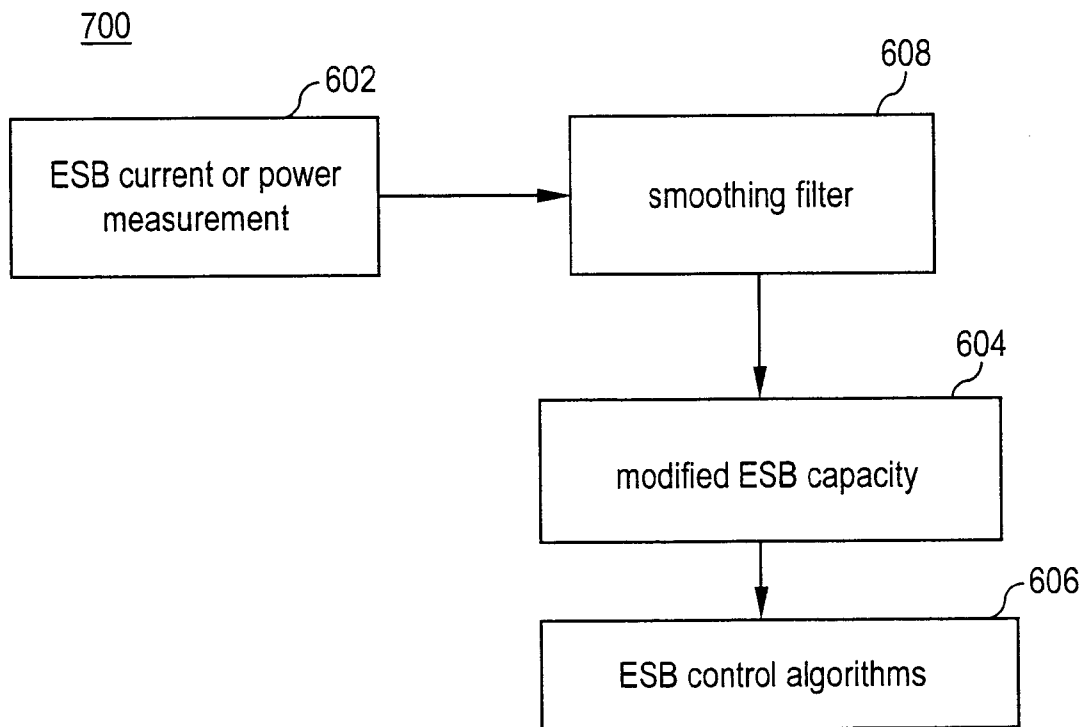 700
602
608
ESB current or power
measurement
smoothing filter
604
modified ESB capacity
606
ESB control algorithms